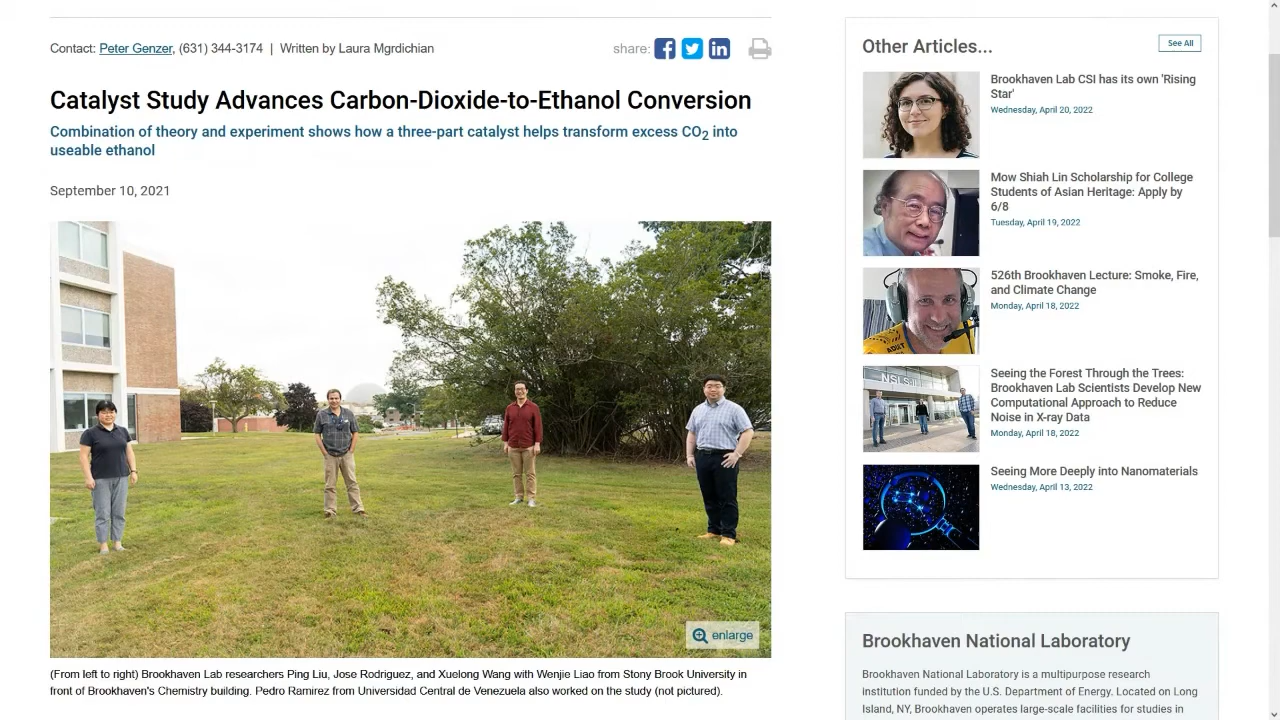 Contact: Peter Genzer, (631) 344-3174 | Written by Laura Mgrdichian
share:
Catalyst Study Advances Carbon-Dioxide-to-Ethanol Conversion
Combination of theory and experiment shows how a three-part catalyst helps transform excess CO2 into
useable ethanol
September 10, 2021
enlarge
(From left to right) Brookhaven Lab researchers Ping Liu, Jose Rodriguez, and Xuelong Wang with Wenjie Liao from Stony Brook University in
front of Brookhaven's Chemistry building. Pedro Ramirez from Universidad Central de Venezuela also worked on the study (not pictured).
Other Articles...
See All
Brookhaven Lab CSI has its own 'Rising
Star'
Wednesday, April 20, 2022
Mow Shiah Lin Scholarship for College
Students of Asian Heritage: Apply by
6/8
Tuesday, April 19, 2022
526th Brookhaven Lecture: Smoke, Fire,
and Climate Change
Monday, April 18, 2022
NSLS-II
Seeing the Forest Through the Trees:
Brookhaven Lab Scientists Develop New
Computational Approach to Reduce
Noise in X-ray Data
Monday, April 18, 2022
Seeing More Deeply into Nanomaterials
Wednesday, April 13, 2022
Brookhaven National Laboratory
Brookhaven National Laboratory is a multipurpose research
institution funded by the U.S. Department of Energy. Located on Long
Island, NY, Brookhaven operates large-scale facilities for studies in